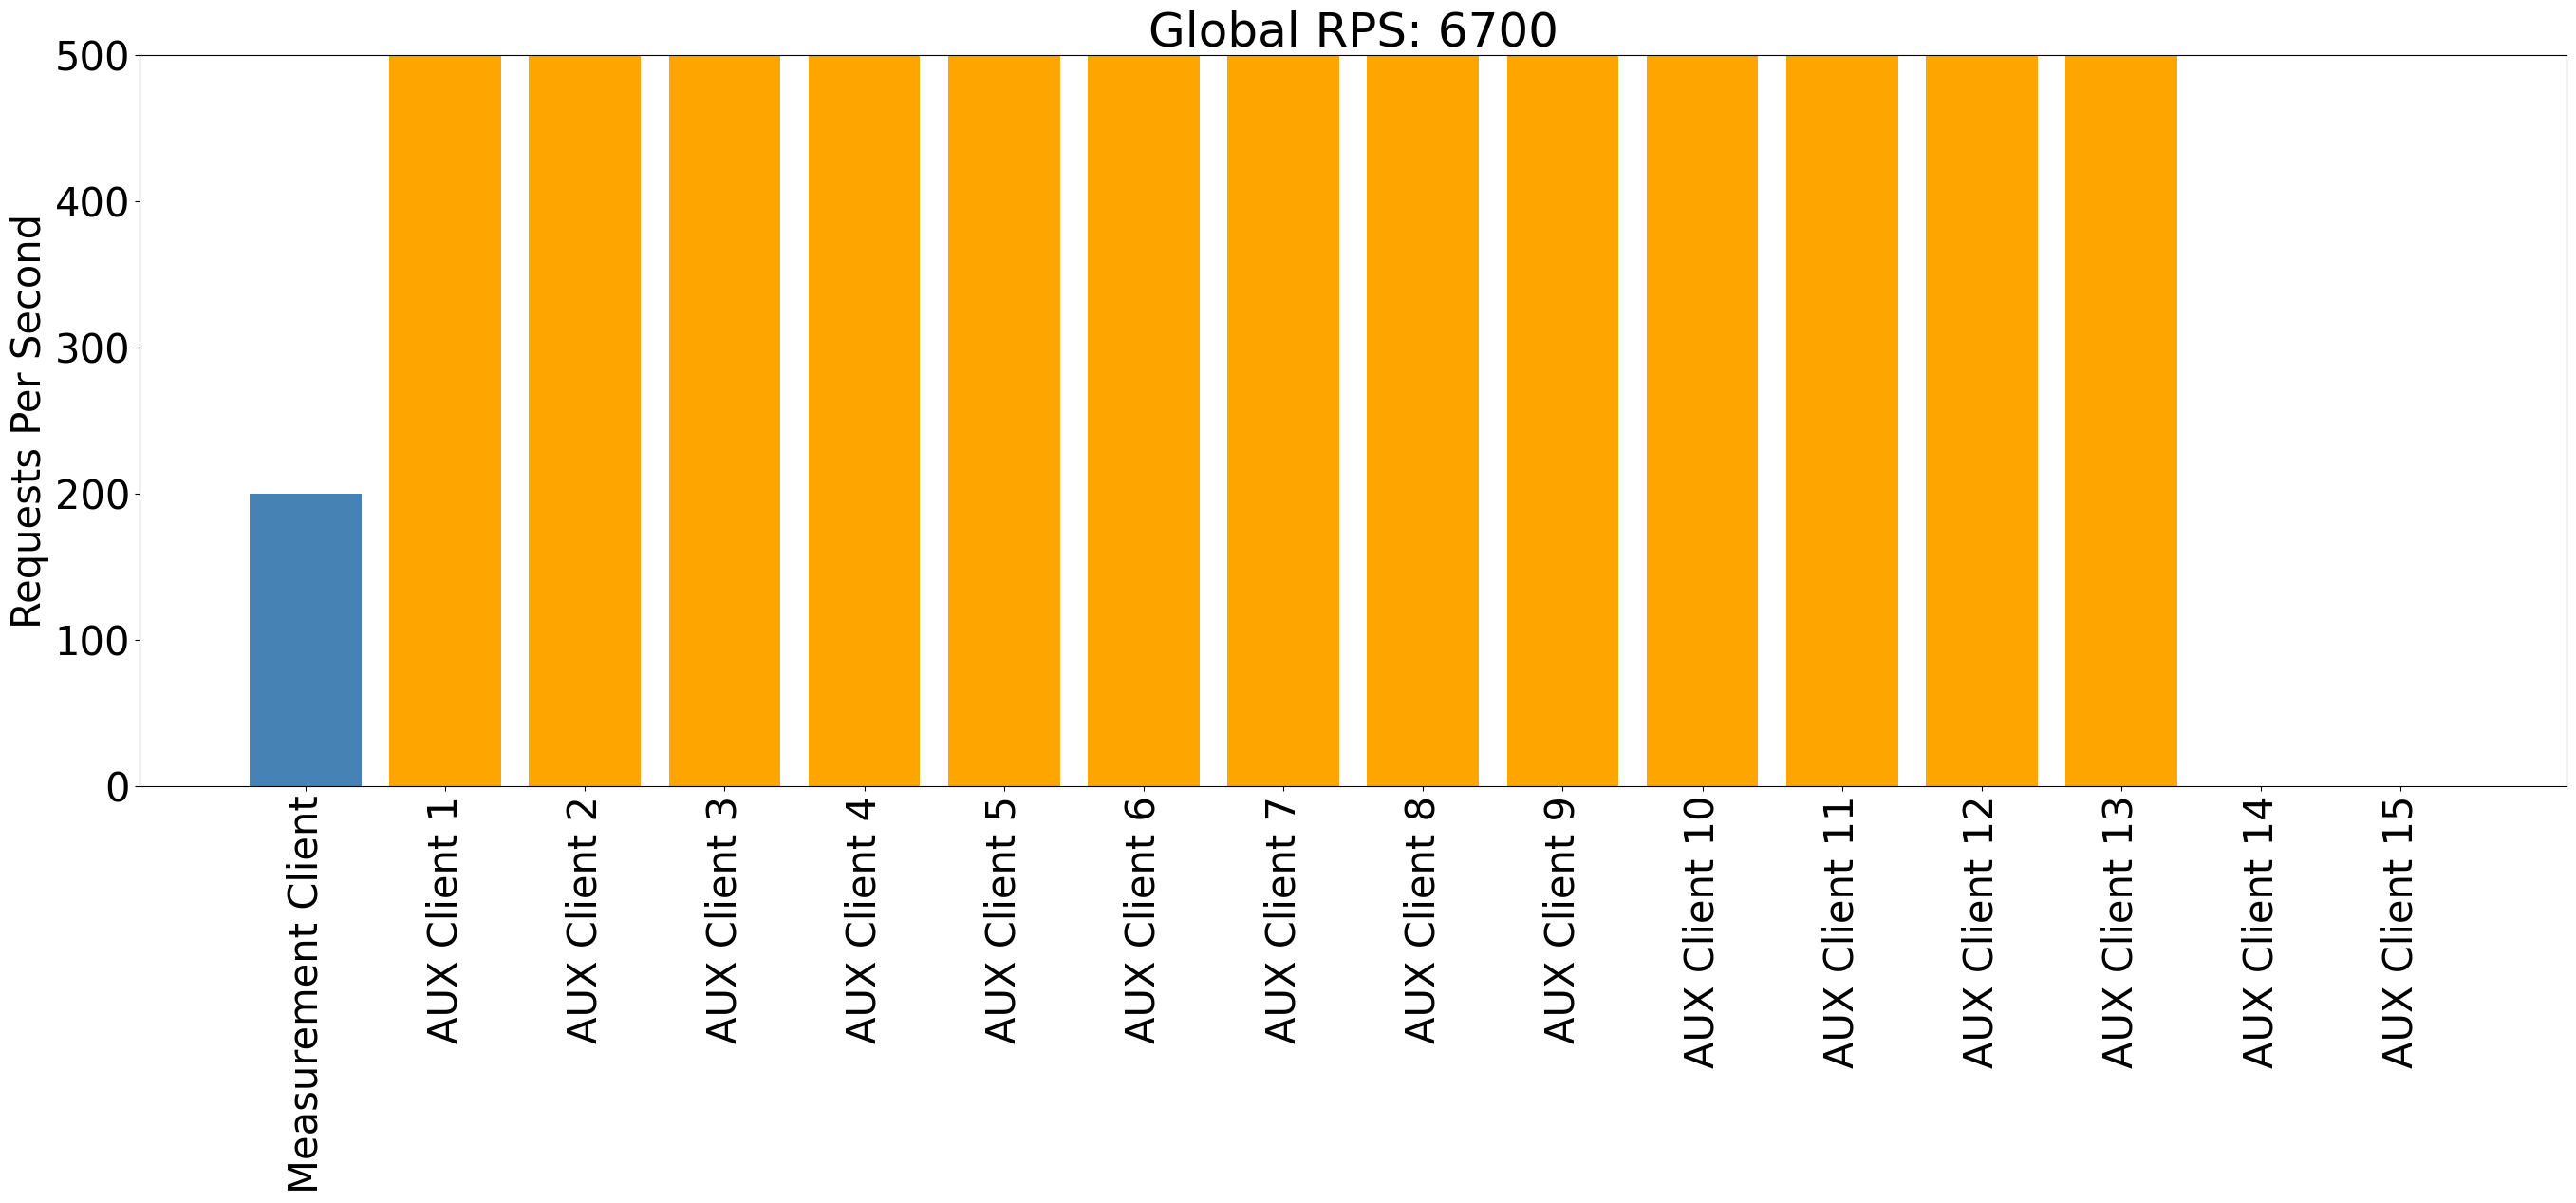 Global RPS: 6700
Requests Per Second
500
400
300
200
100
0
Measurement Client
AUX Client 1
AUX Client 2
AUX Client 3
AUX Client 4
AUX Client 5
AUX Client 6
AUX Client 7
AUX Client 8
AUX Client 9
AUX Client 10
AUX Client 11
AUX Client 12
AUX Client 13
AUX Client 14
AUX Client 15